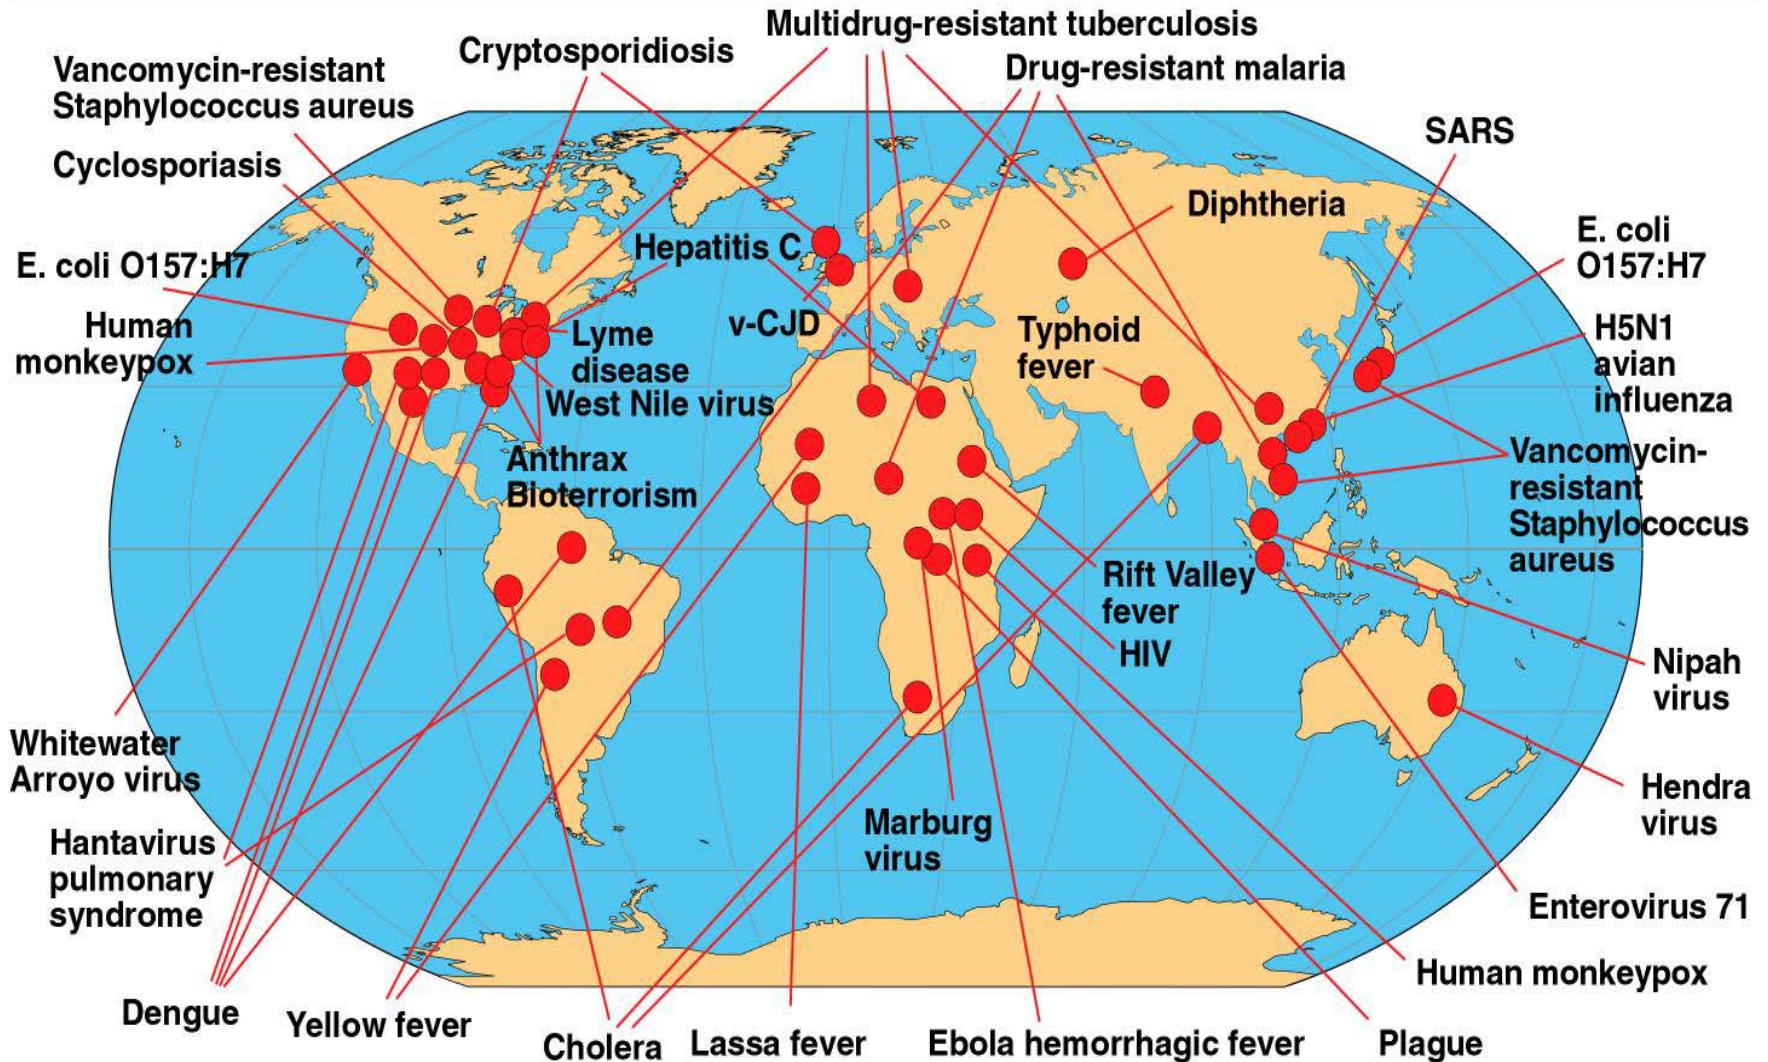 Multidrug-resistant tuberculosis
Cryptosporidiosis
Drug-resistant malaria
Vancomycin-resistant
Staphylococcus aureus
SARS
Cyclosporiasis
Diphtheria
E. coli
O157:H7
Hepatitis C
E. coli O157:H7
Human
monkeypox
v-CJD
Lyme
disease
Typhoid
fever
H5N1
avian
influenza
West Nile virus
Anthrax
Bioterrorism
Vancomycin-
resistant
Staphylococcus
aureus
Rift Valley
fever
HIV
Nipah
virus
Whitewater
Arroyo virus
Hendra
virus
Marburg
virus
Hantavirus
pulmonary
syndrome
Enterovirus 71
Human monkeypox
Dengue
Yellow fever
Cholera
Lassa fever
Ebola hemorrhagic fever
Plague